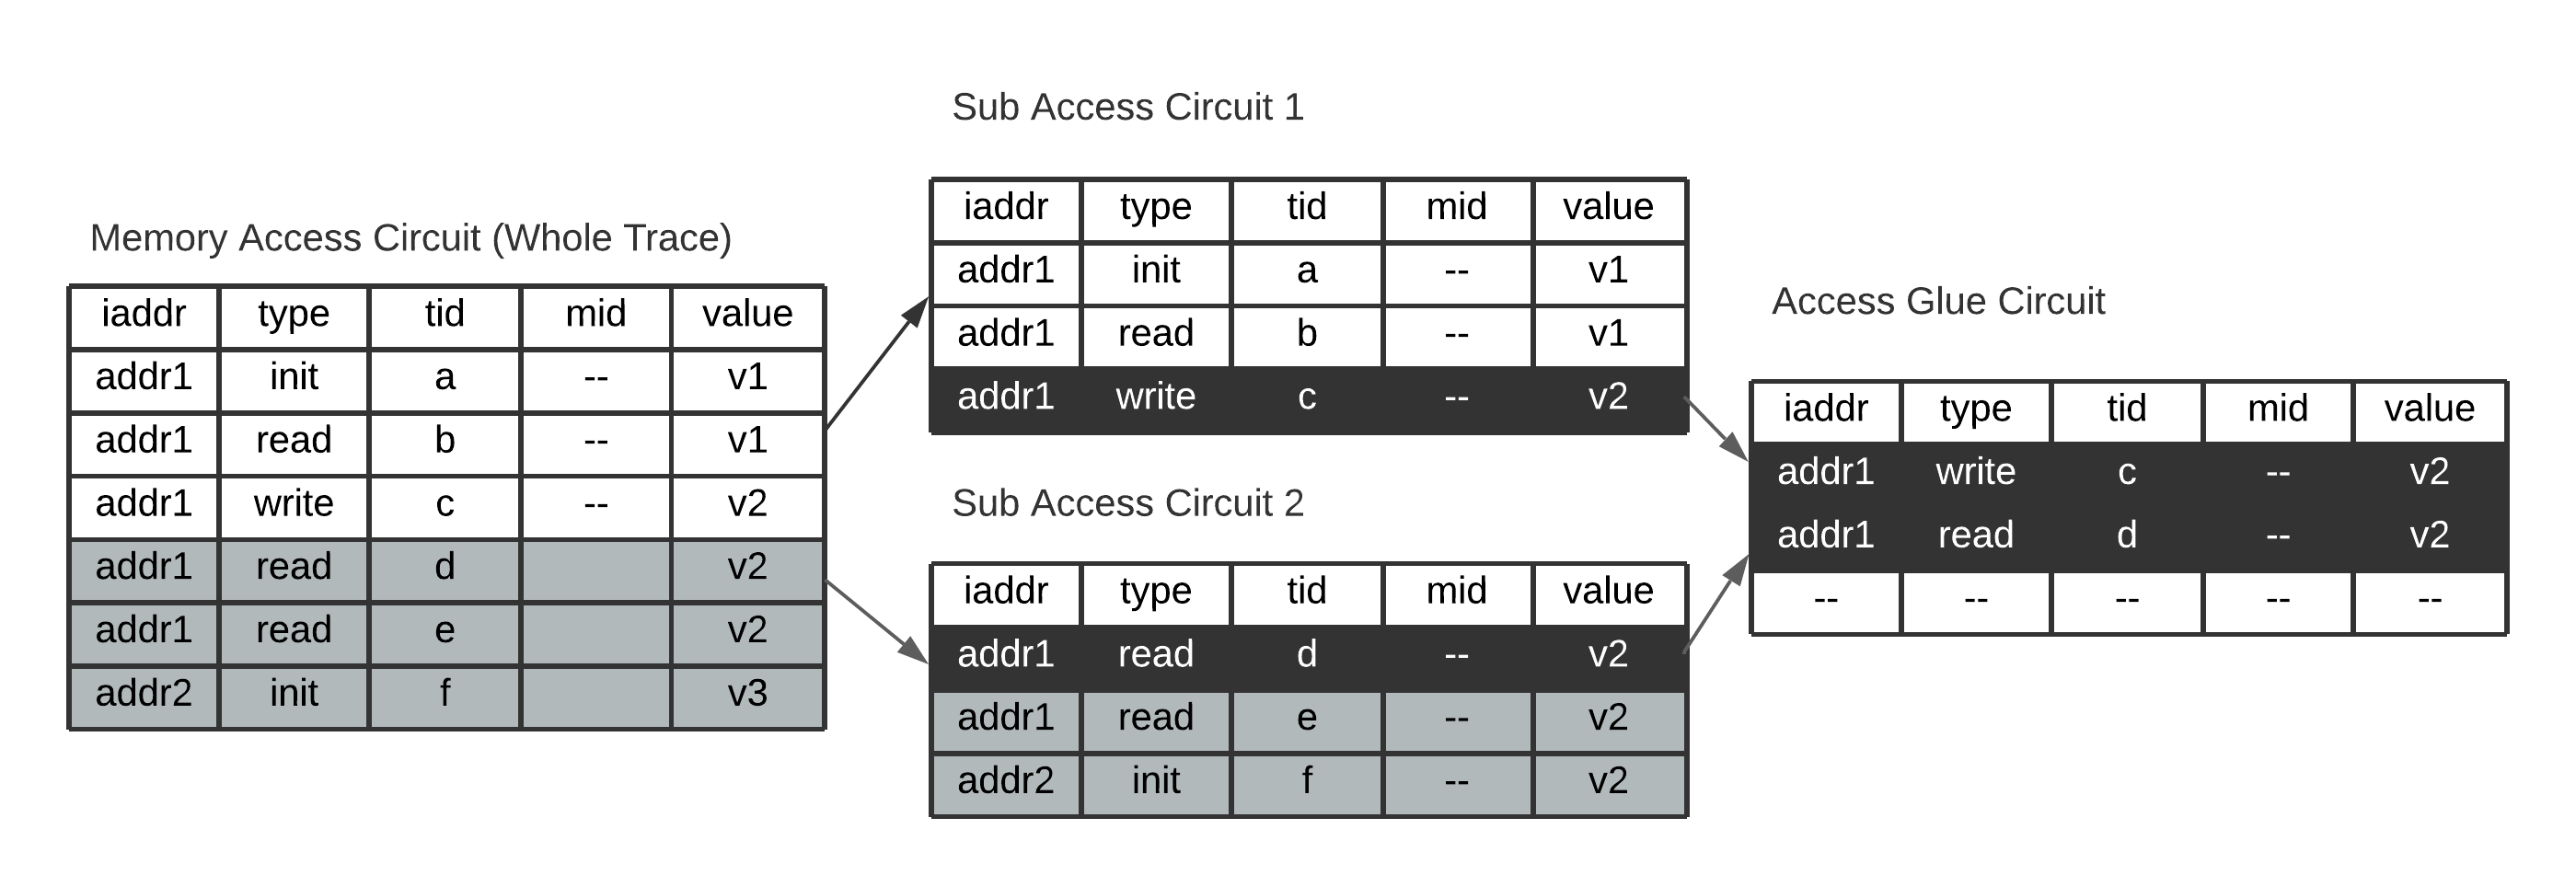 Memory Access Circuit (Whole Trace)
iaddr type tid mid value
addr1 init a -- v1
addr1 read b -- v1
addr1 write c -- v2
addr1 read d v2
addr1 read e v2
addr2 init f v3
Sub Access Circuit 1
iaddr type tid mid value
addr1 init a -- v1
addr1 read b -- v1
addr1 write c -- v2
Sub Access Circuit 2
iaddr type tid mid value
addr1 read d -- v2
addr1 read e -- v2
addr2 init f -- v2
Access Glue Circuit
iaddr type tid mid value
addr1 write c -- v2
addr1 read d -- v2
-- -- -- -- --